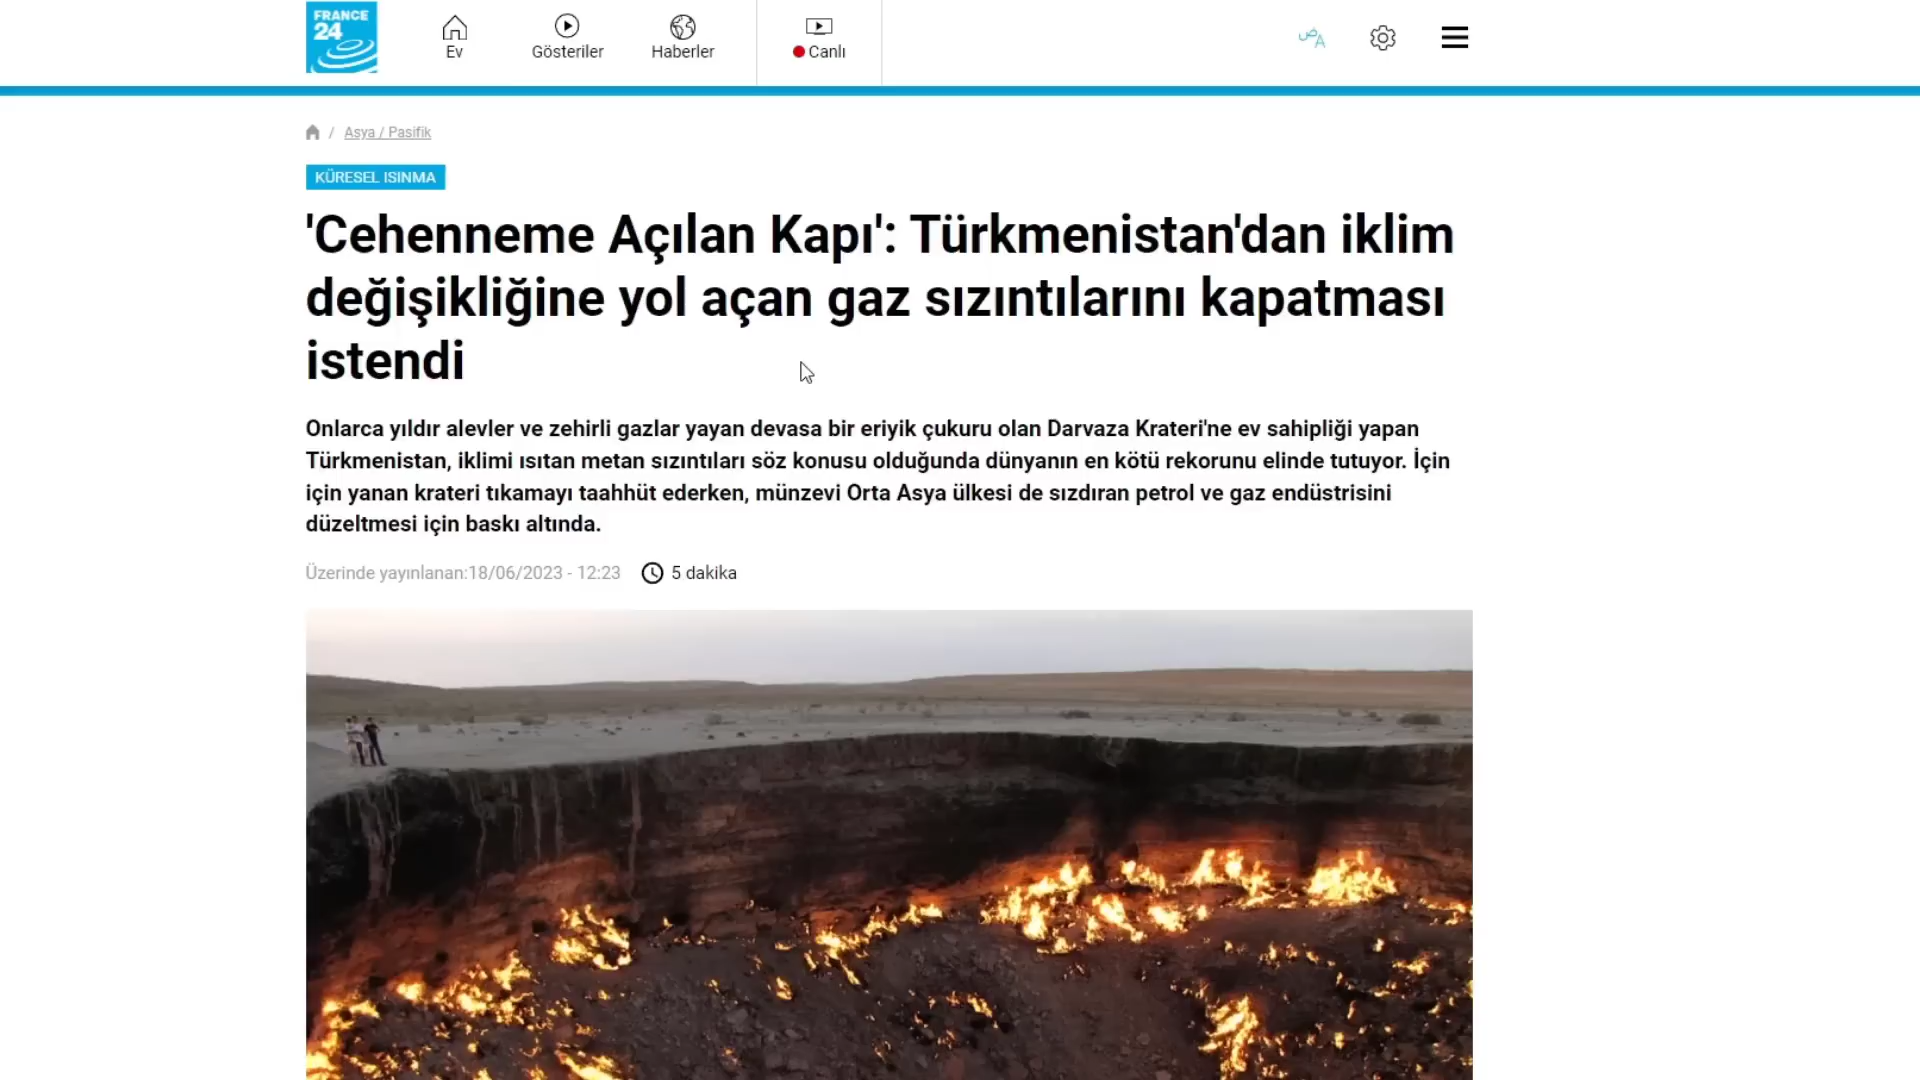 FRANCE
24
Ev
Gösteriler
Haberler
Canlı
ض A
/ Asya / Pasifik
KÜRESEL ISINMA
'Cehenneme Açılan Kapı': Türkmenistan'dan iklim
değişikliğine yol açan gaz sızıntılarını kapatması
istendi
Onlarca yıldır alevler ve zehirli gazlar yayan devasa bir eriyik çukuru olan Darvaza Krateri'ne ev sahipliği yapan
Türkmenistan, iklimi ısıtan metan sızıntıları söz konusu olduğunda dünyanın en kötü rekorunu elinde tutuyor. İçin
için yanan krateri tıkamayı taahhüt ederken, münzevi Orta Asya ülkesi de sızdıran petrol ve gaz endüstrisini
düzeltmesi için baskı altında.
Üzerinde yayınlanan:18/06/2023 - 12:23
5 dakika